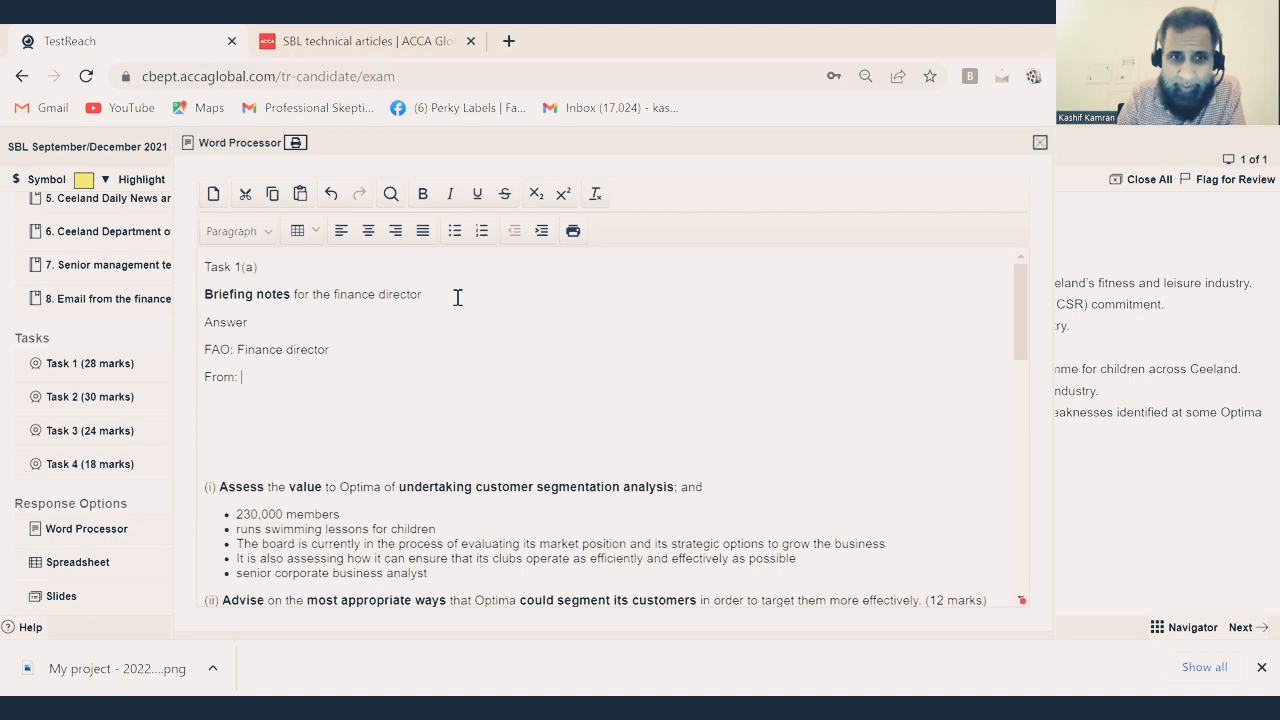 TestReach
SBL technical articles | ACCA Glo
cbept.accaglobal.com/tr-candidate/exam
B
Gmail YouTube Maps Professional Skepti... (6) Perky Labels | Fa... Inbox (17,024) - kas...
Kashif Kamran
SBL September/December 2021
Word Processor
1 of 1
$ Symbol Highlight
Close All Flag for Review
5. Ceeland Daily News ar
6. Ceeland Department o
7. Senior management te
8. Email from the finance
Tasks
Task 1 (28 marks)
Task 2 (30 marks)
Task 3 (24 marks)
Task 4 (18 marks)
Response Options
Word Processor
Spreadsheet
Slides
B I U S X2 X2 Ix
Paragraph
Task 1(a)
Briefing notes for the finance director
Answer
FAO: Finance director
From:
(i) Assess the value to Optima of undertaking customer segmentation analysis; and
• 230,000 members
• runs swimming lessons for children
• The board is currently in the process of evaluating its market position and its strategic options to grow the business
• It is also assessing how it can ensure that its clubs operate as efficiently and effectively as possible
• senior corporate business analyst
(ii) Advise on the most appropriate ways that Optima could segment its customers in order to target them more effectively. (12 marks)
eland's fitness and leisure industry.
CSR) commitment.
ry.
me for children across Ceeland.
ndustry.
eaknesses identified at some Optima
Help
Navigator Next
My project - 2022....png
Show all